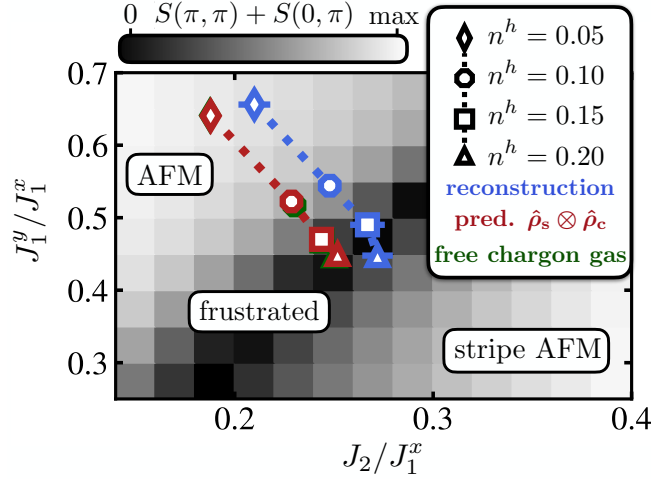 0 S(π, π) + S(0, π) max
n^h = 0.05
n^h = 0.10
n^h = 0.15
n^h = 0.20
reconstruction
pred. ρ̂_s ⊗ ρ̂_c
free chargon gas
0.7
0.6
0.5
0.4
0.3
J_1^y/J_1^x
AFM
frustrated
stripe AFM
0.2 0.3 0.4
J_2/J_1^x